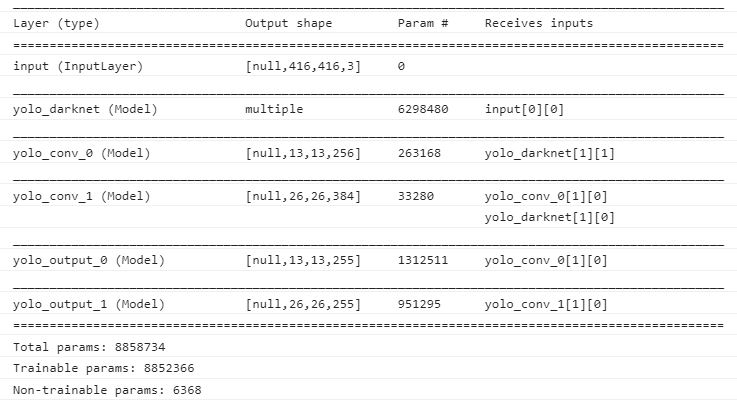 Layer (type) Output shape Param # Receives inputs
input (InputLayer) [null,416,416,3] 0
yolo_darknet (Model) multiple 6298480 input[0][0]
yolo_conv_0 (Model) [null,13,13,256] 263168 yolo_darknet[1][1]
yolo_conv_1 (Model) [null,26,26,384] 33280 yolo_conv_0[1][0]
yolo_darknet[1][0]
yolo_output_0 (Model) [null,13,13,255] 1312511 yolo_conv_0[1][0]
yolo_output_1 (Model) [null,26,26,255] 951295 yolo_conv_1[1][0]
Total params: 8858734
Trainable params: 8852366
Non-trainable params: 6368